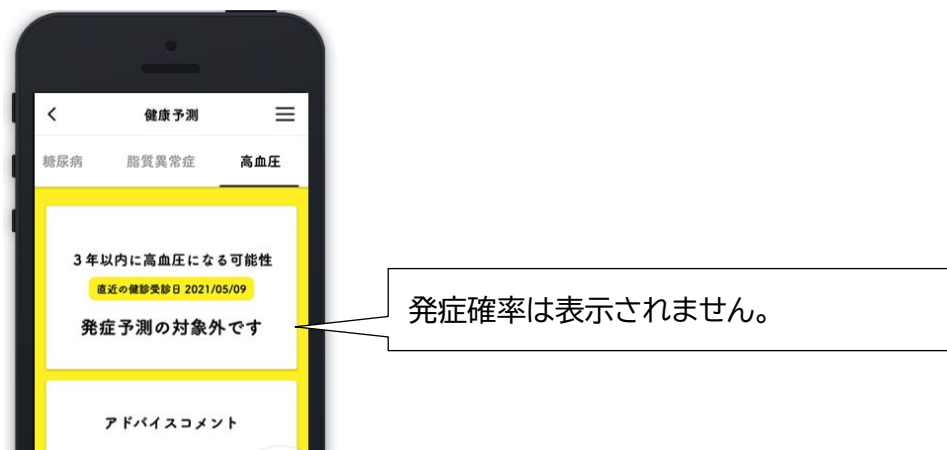 健康予測
糖尿病 脂質異常症 高血圧
3年以内に高血圧になる可能性
直近の健診受診日 2021/05/09
発症予測の対象外です
発症確率は表示されません。
アドバイスコメント